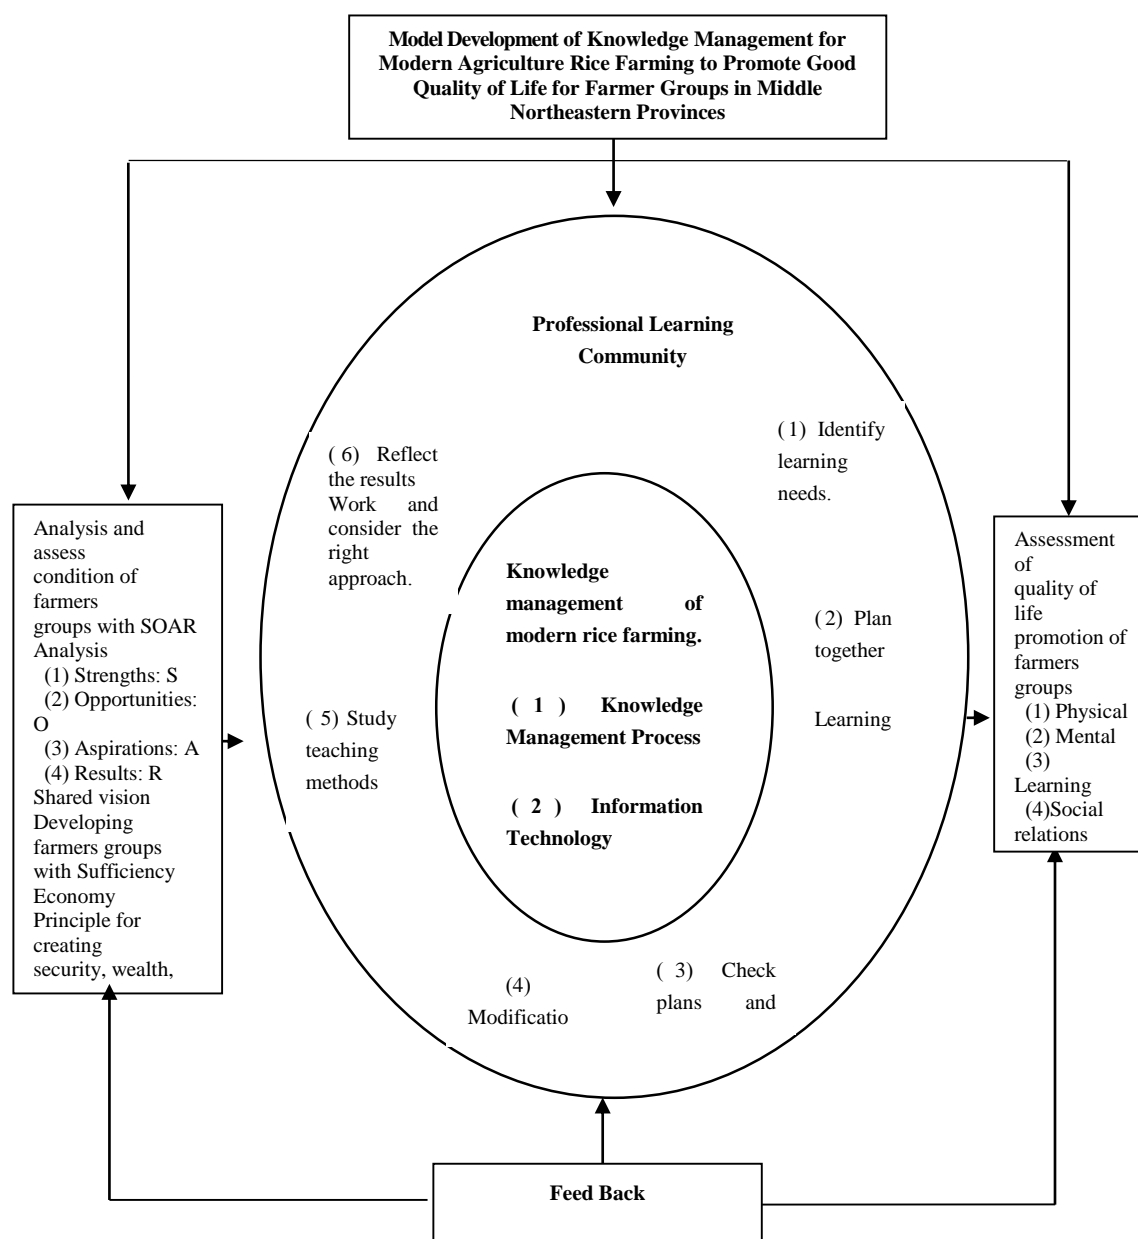 Model Development of Knowledge Management for
Modern Agriculture Rice Farming to Promote Good
Quality of Life for Farmer Groups in Middle
Northeastern Provinces
Professional Learning
Community
(1) Identify
learning
needs.
(2) Plan
together
Learning
( 3) Check
plans and
(4)
Modificatio
( 5) Study
teaching
methods
( 6) Reflect
the results
Work and
consider the
right
approach.
Knowledge
management of
modern rice farming.
( 1 ) Knowledge
Management Process
( 2 ) Information
Technology
Analysis and
assess
condition of
farmers
groups with SOAR
Analysis
(1) Strengths: S
(2) Opportunities:
O
(3) Aspirations: A
(4) Results: R
Shared vision
Developing
farmers groups
with Sufficiency
Economy
Principle for
creating
security, wealth,
Assessment
of
quality of
life
promotion of
farmers
groups
(1) Physical
(2) Mental
(3)
Learning
(4)Social
relations
Feed Back